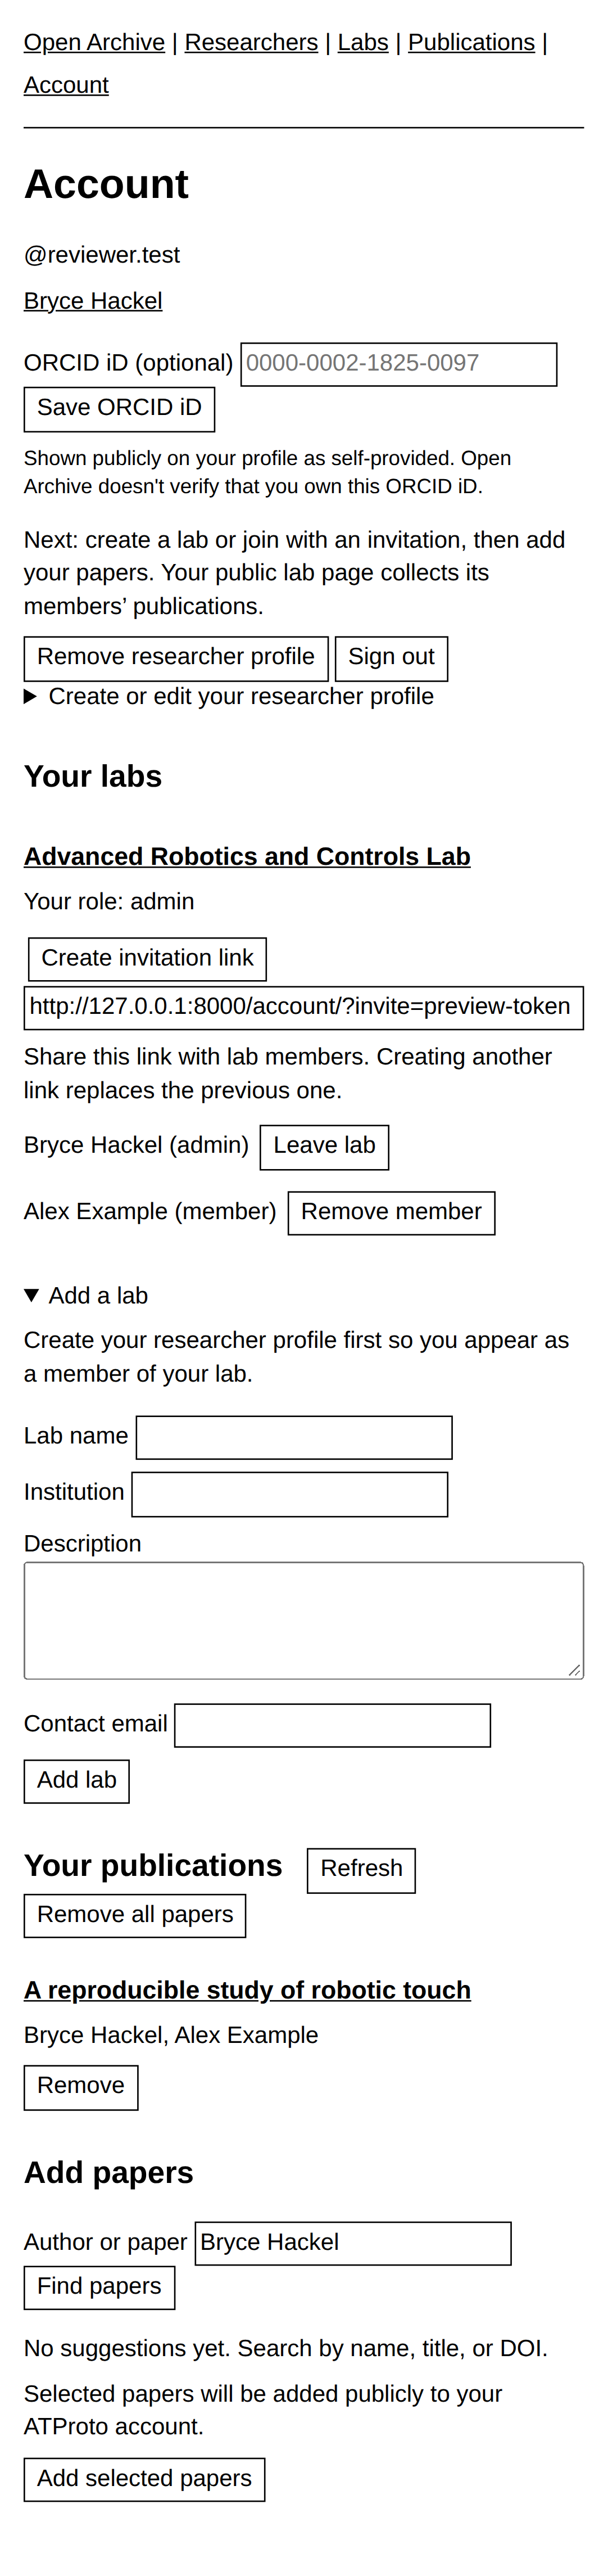 Open Archive | Researchers | Labs | Publications |
Account
Account
@reviewer.test
Bryce Hackel
ORCID iD (optional) 0000-0002-1825-0097
Save ORCID iD
Shown publicly on your profile as self-provided. Open
Archive doesn't verify that you own this ORCID iD.
Next: create a lab or join with an invitation, then add
your papers. Your public lab page collects its
members’ publications.
Remove researcher profile Sign out
Create or edit your researcher profile
Your labs
Advanced Robotics and Controls Lab
Your role: admin
Create invitation link
http://127.0.0.1:8000/account/?invite=preview-token
Share this link with lab members. Creating another
link replaces the previous one.
Bryce Hackel (admin) Leave lab
Alex Example (member) Remove member
Add a lab
Create your researcher profile first so you appear as
a member of your lab.
Lab name
Institution
Description
Contact email
Add lab
Your publications Refresh
Remove all papers
A reproducible study of robotic touch
Bryce Hackel, Alex Example
Remove
Add papers
Author or paper Bryce Hackel
Find papers
No suggestions yet. Search by name, title, or DOI.
Selected papers will be added publicly to your
ATProto account.
Add selected papers